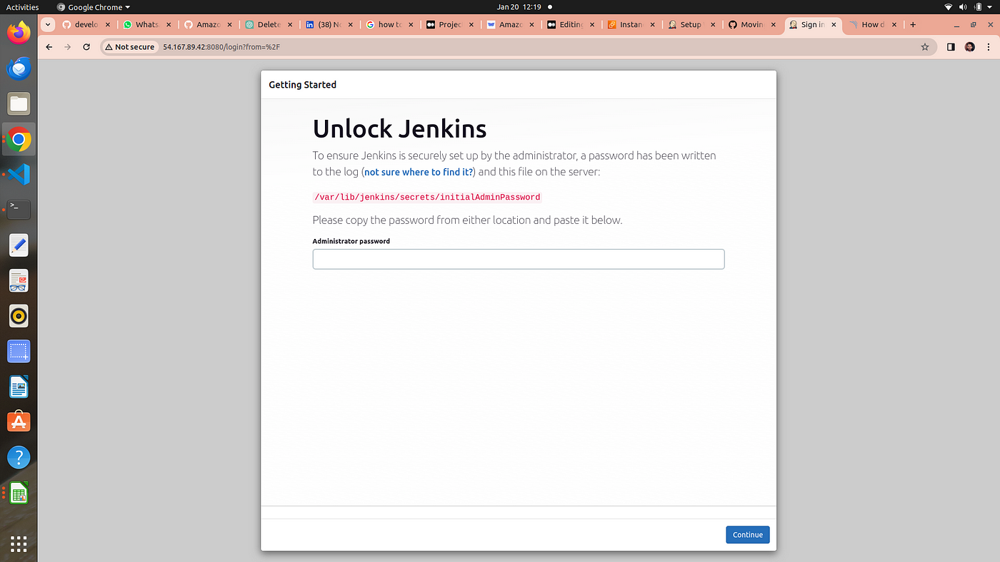 Activities
Google Chrome
Jan 20 12:19
develo
Whats
Amazo
Delete
(38) No
how to
Projec
Amazo
Editing
Instan
Setup
Movin
Sign in
How d
Not secure
54.167.89.42:8080/login?from=%2F
Getting Started
Unlock Jenkins
To ensure Jenkins is securely set up by the administrator, a password has been written
to the log (not sure where to find it?) and this file on the server:
/var/lib/jenkins/secrets/initialAdminPassword
Please copy the password from either location and paste it below.
Administrator password
Continue